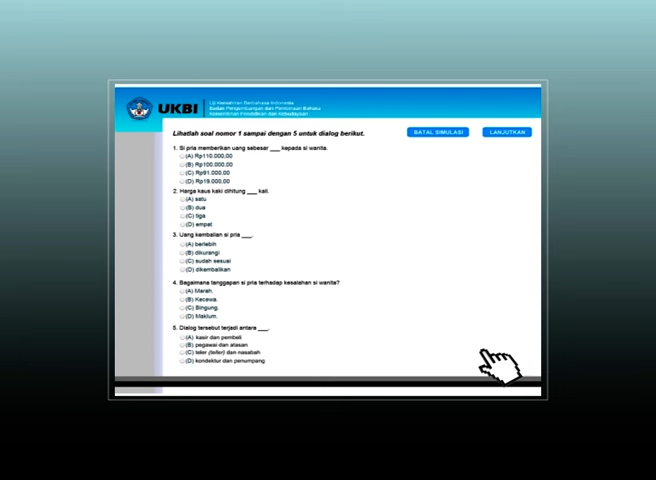 UKBI
Uji Kemahiran Berbahasa Indonesia
Badan Pengembangan dan Pembinaan Bahasa
Kementerian Pendidikan dan Kebudayaan
Lihatlah soal nomor 1 sampai dengan 5 untuk dialog berikut.
BATAL SIMULASI
LANJUTKAN
1. Si pria memberikan uang sebesar ___ kepada si wanita.
(A) Rp110.000,00
(B) Rp100.000,00
(C) Rp91.000,00
(D) Rp19.000,00
2. Harga kaus kaki dihitung ___ kali.
(A) satu
(B) dua
(C) tiga
(D) empat
3. Uang kembalian si pria ___.
(A) berlebih
(B) dikurangi
(C) sudah sesuai
(D) dikembalikan
4. Bagaimana tanggapan si pria terhadap kesalahan si wanita?
(A) Marah.
(B) Kecewa.
(C) Bingung.
(D) Maklum.
5. Dialog tersebut terjadi antara ___.
(A) kasir dan pembeli
(B) pegawai dan atasan
(C) teler (teller) dan nasabah
(D) kondektur dan penumpang